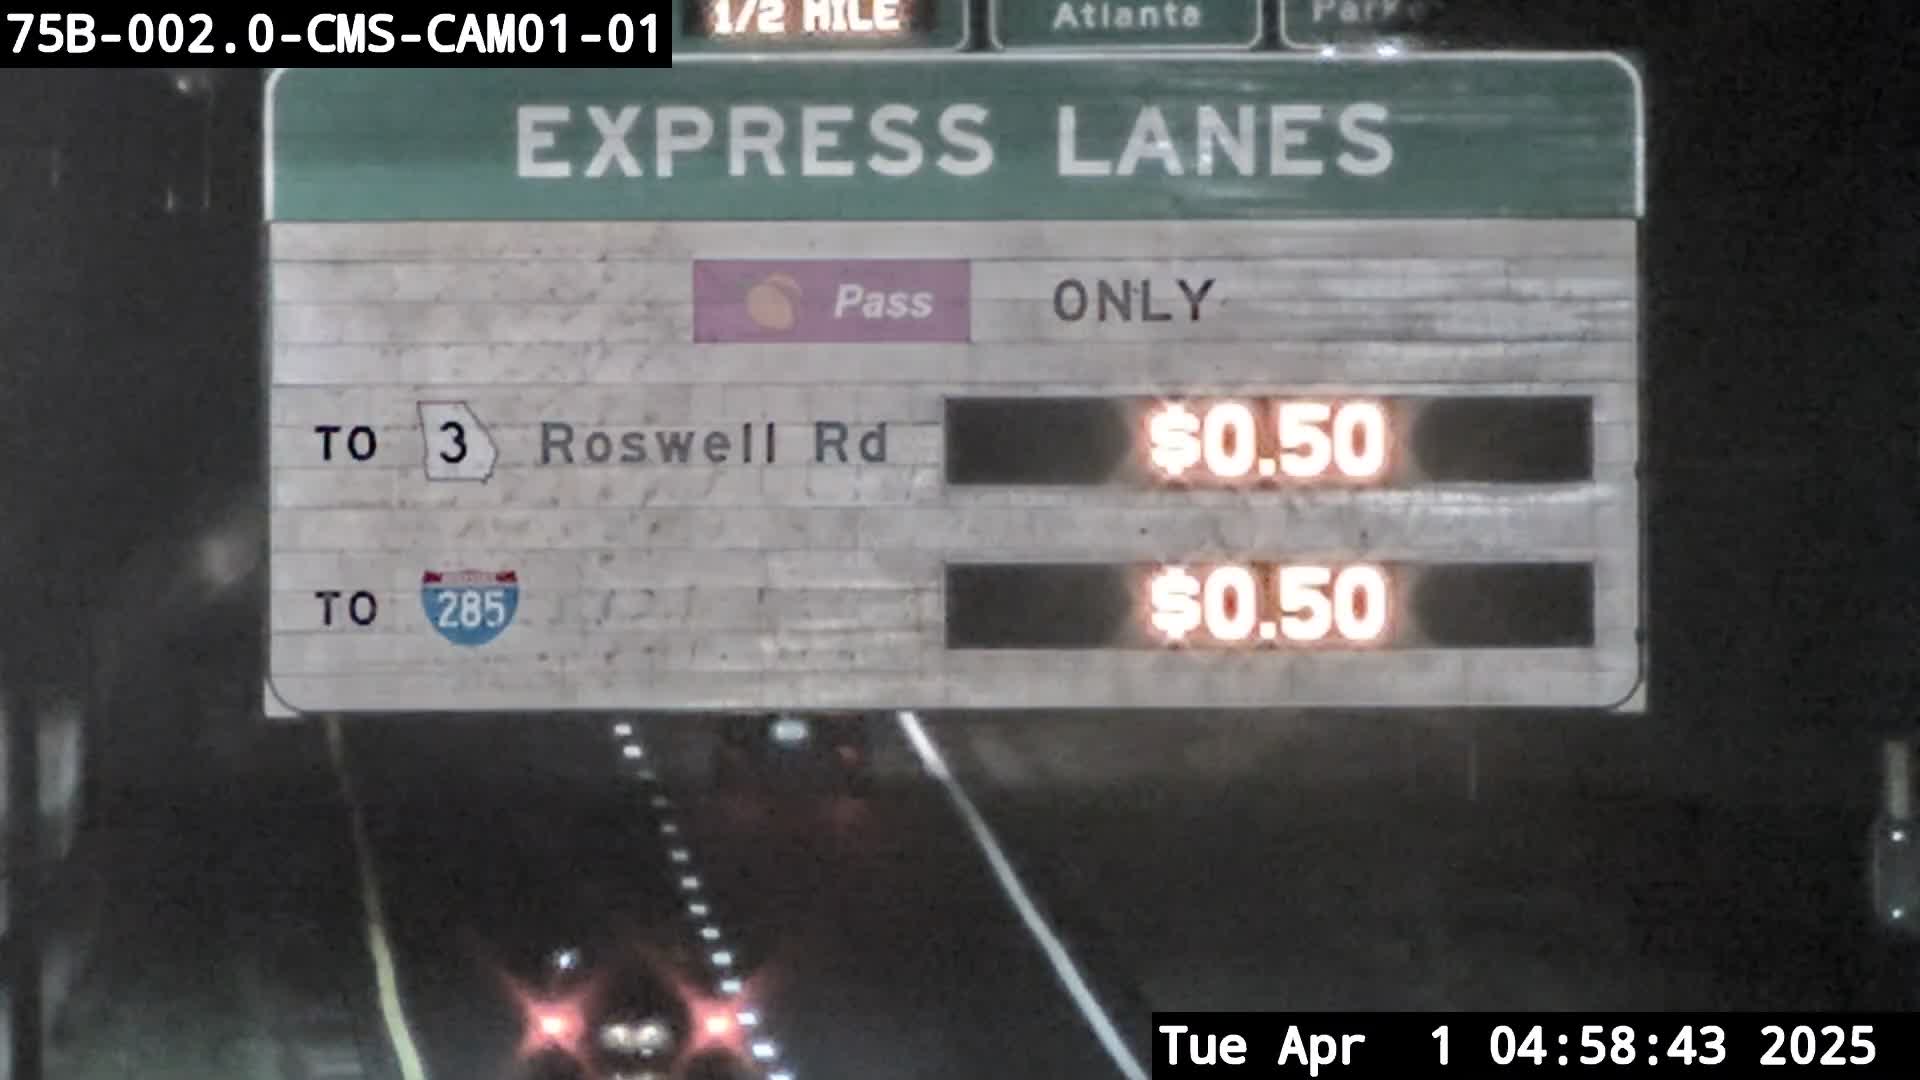 75B-002.0-CMS-CAM01-01
1/2 MILE
Atlanta
EXPRESS LANES
Pass ONLY
TO 3 Roswell Rd $0.50
TO 285 $0.50
Tue Apr 1 04:58:43 2025